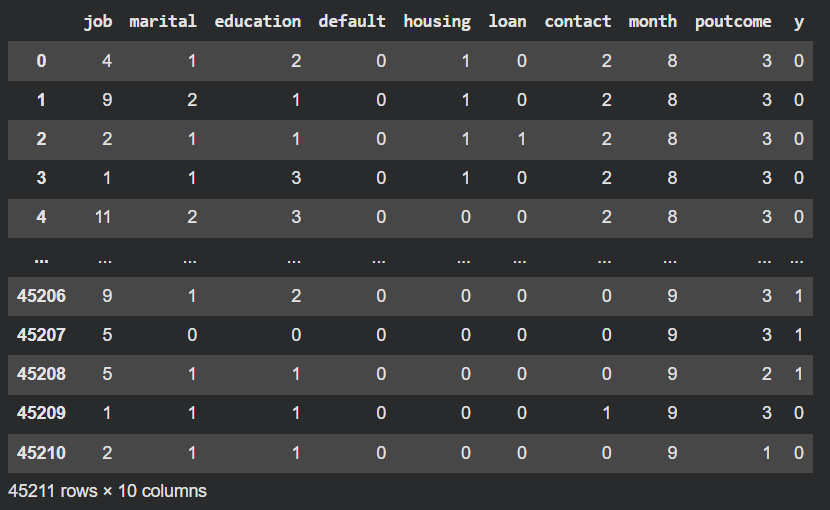 job marital education default housing loan contact month poutcome y
0 4 1 2 0 1 0 2 8 3 0
1 9 2 1 0 1 0 2 8 3 0
2 2 1 1 0 1 1 2 8 3 0
3 1 1 3 0 1 0 2 8 3 0
4 11 2 3 0 0 0 2 8 3 0
... ... ... ... ... ... ... ... ... ... ...
45206 9 1 2 0 0 0 0 9 3 1
45207 5 0 0 0 0 0 0 9 3 1
45208 5 1 1 0 0 0 0 9 2 1
45209 1 1 1 0 0 0 1 9 3 0
45210 2 1 1 0 0 0 0 9 1 0
45211 rows × 10 columns